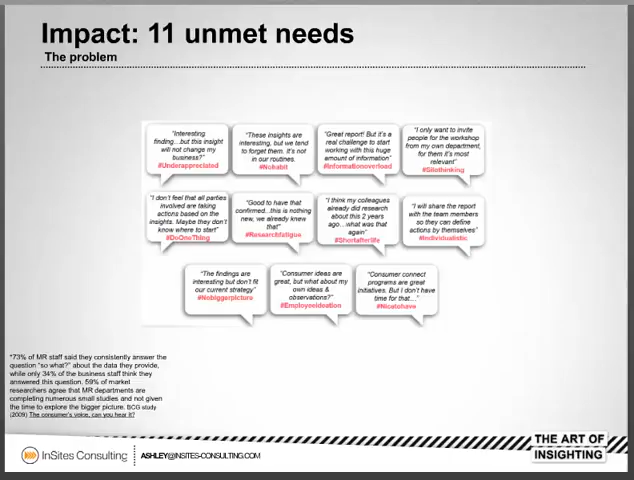 Impact: 11 unmet needs
The problem
"Interesting
finding...but this insight
will not change my
business?"
#Underappreciated
"These insights are
interesting, but we tend
to forget them. It's not
in our routines.
#Nohabit
"Great report! But it's a
real challenge to start
working with this huge
amount of information"
#Informationoverload
"I only want to invite
people for the workshop
from my own department,
for them it's most
relevant"
#Silothinking
"I don't feel that all parties
involved are taking
actions based on the
insights. Maybe they don't
know where to start"
#DoOneThing
"Good to have that
confirmed...this is nothing
new, we already knew
that"
#Researchfatigue
"I think my colleagues
already did research
about this 2 years
ago...what was that
again"
#Shortafterlife
"I will share the report
with the team members
so they can define
actions by themselves"
#Individualistic
"The findings are
interesting but don't fit
our current strategy"
#Nobiggerpicture
"Consumer ideas are
great, but what about my
own ideas &
observations?"
#Employeeideation
"Consumer connect
programs are great
initiatives. But I don't have
time for that..."
#Nicetohave
"73% of MR staff said they consistently answer the
question "so what?" about the data they provide,
while only 34% of the business staff think they
answered this question. 59% of market
researchers agree that MR departments are
completing numerous small studies and not given
the time to explore the bigger picture. BCG study
(2009) The consumer's voice, can you hear it?
InSites Consulting
ASHLEY@INSITES-CONSULTING.COM
THE ART OF
INSIGHTING